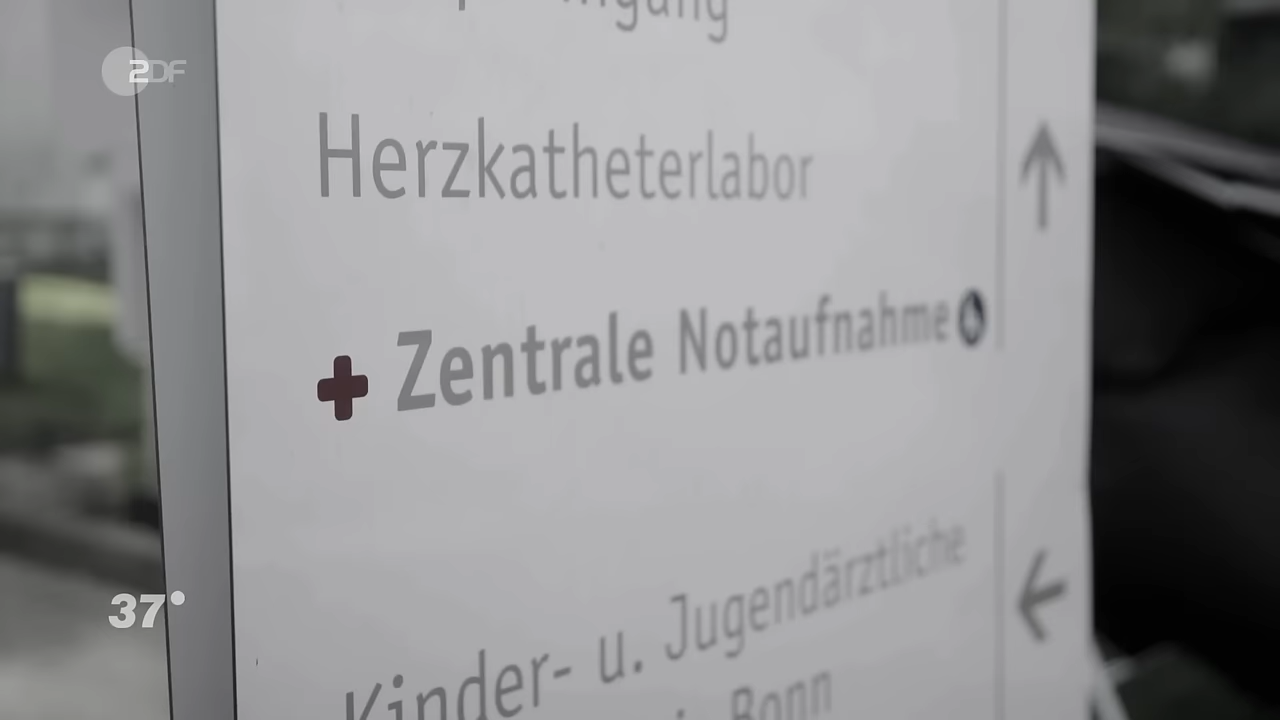 ZDF
Herzkatheterlabor
Zentrale Notaufnahme
Kinder- u. Jugendärztliche
Bonn
37°